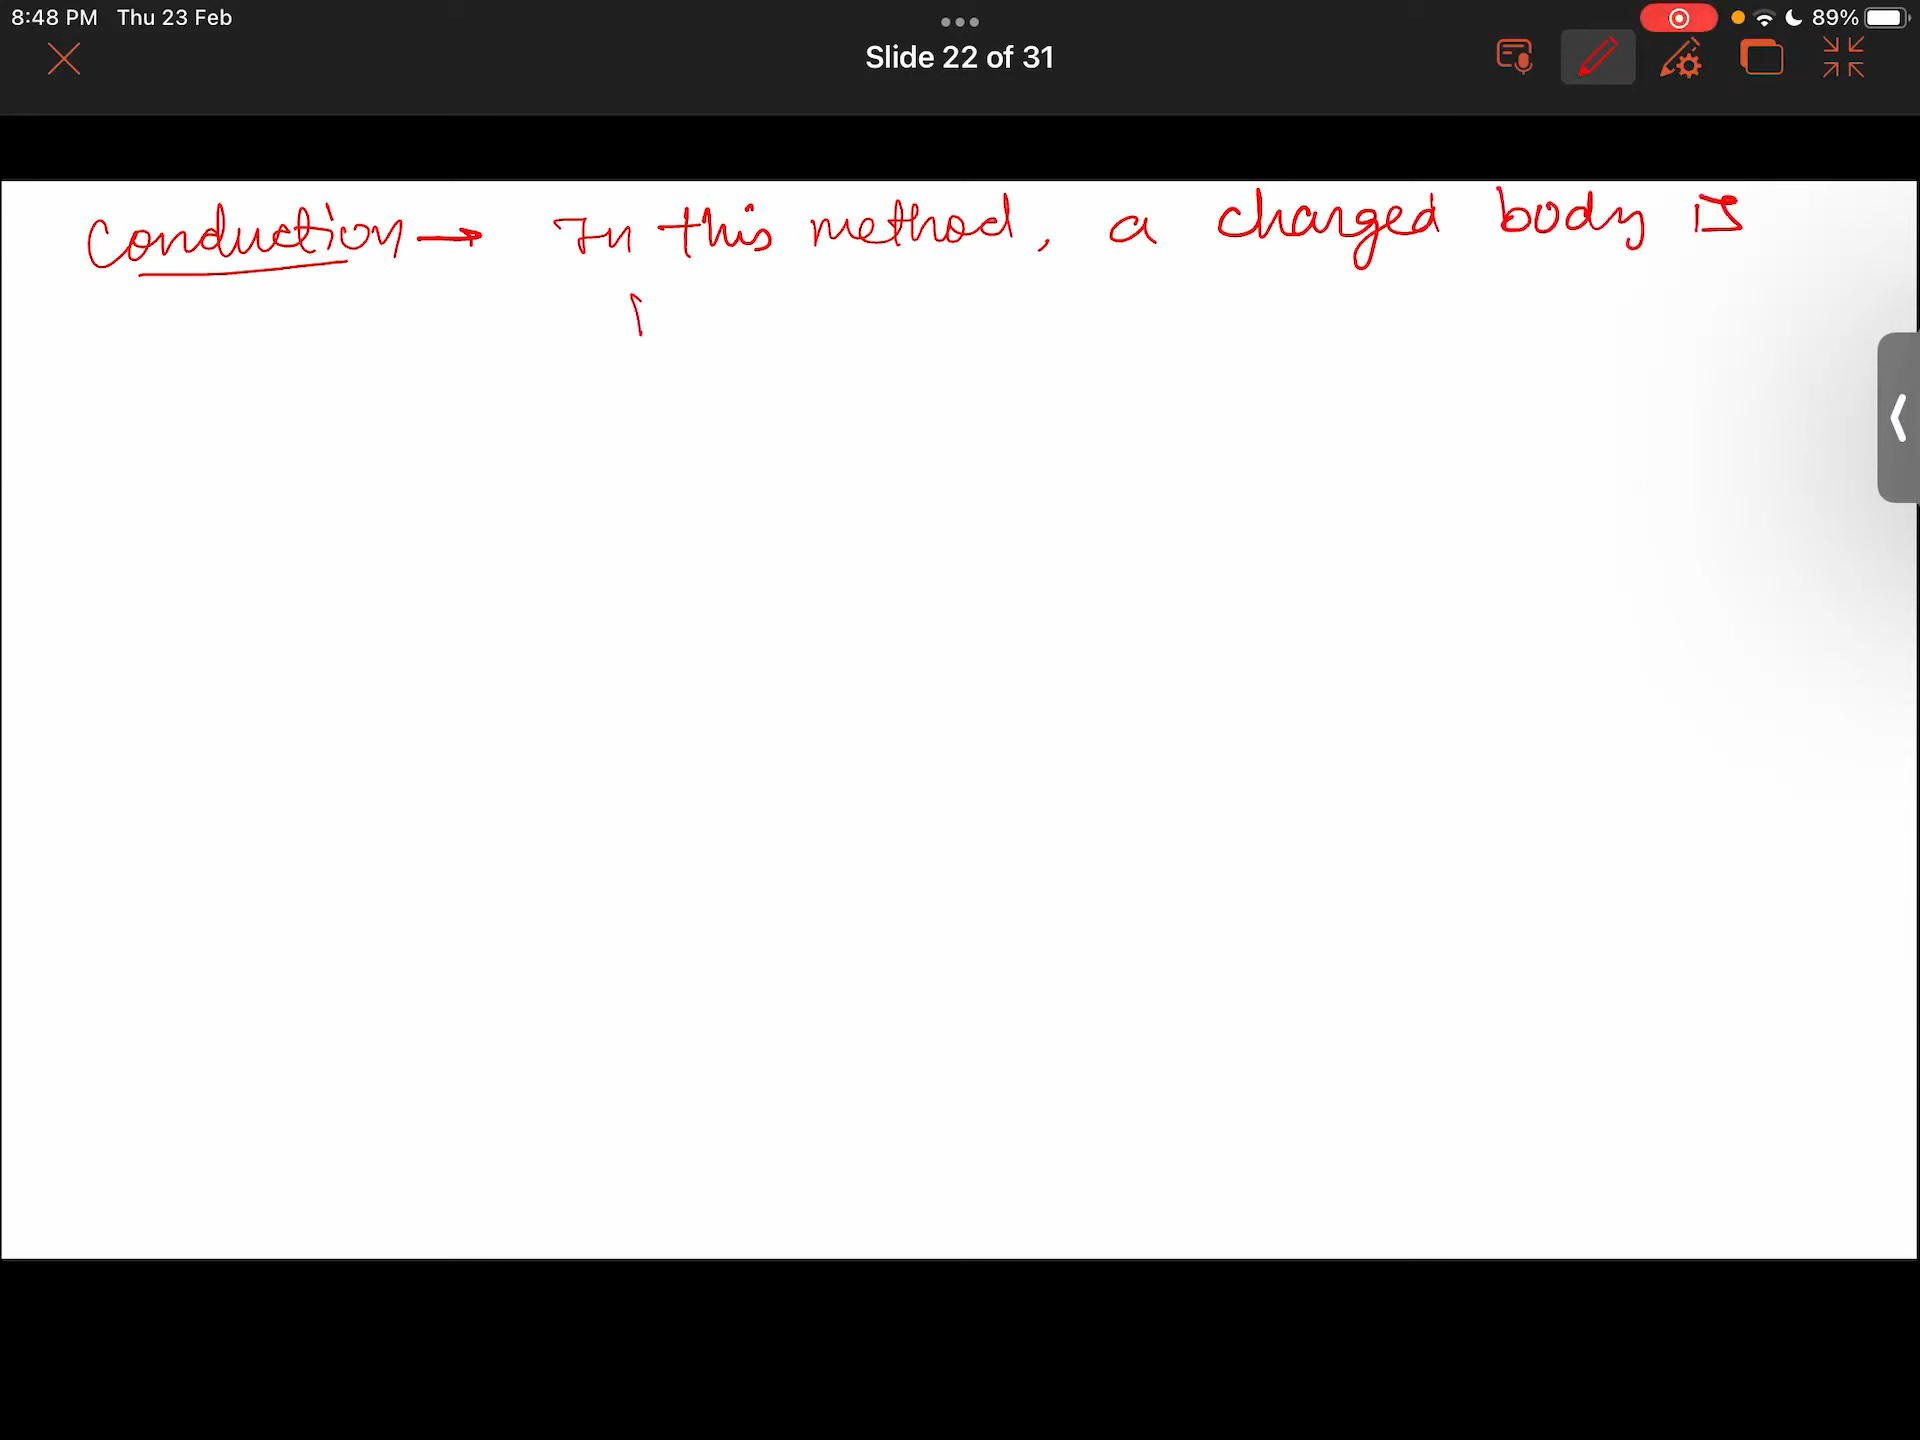 8:48 PM Thu 23 Feb
89%
Slide 22 of 31
Conduction → In this method, a charged body is